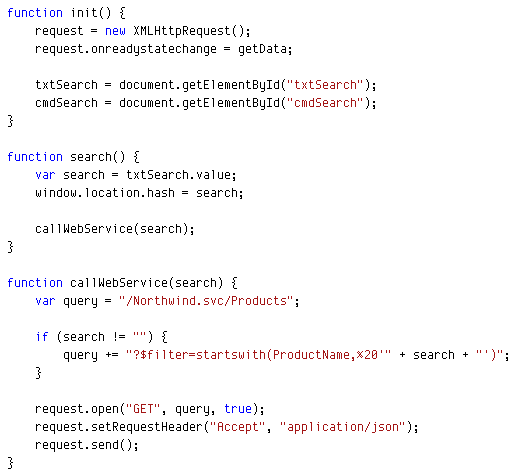 function init() {
    request = new XMLHttpRequest();
    request.onreadystatechange = getData;

    txtSearch = document.getElementById("txtSearch");
    cmdSearch = document.getElementById("cmdSearch");
}

function search() {
    var search = txtSearch.value;
    window.location.hash = search;

    callWebService(search);
}

function callWebService(search) {
    var query = "/Northwind.svc/Products";

    if (search != "") {
        query += "?$filter=startswith(ProductName,%20'" + search + "')";
    }

    request.open("GET", query, true);
    request.setRequestHeader("Accept", "application/json");
    request.send();
}